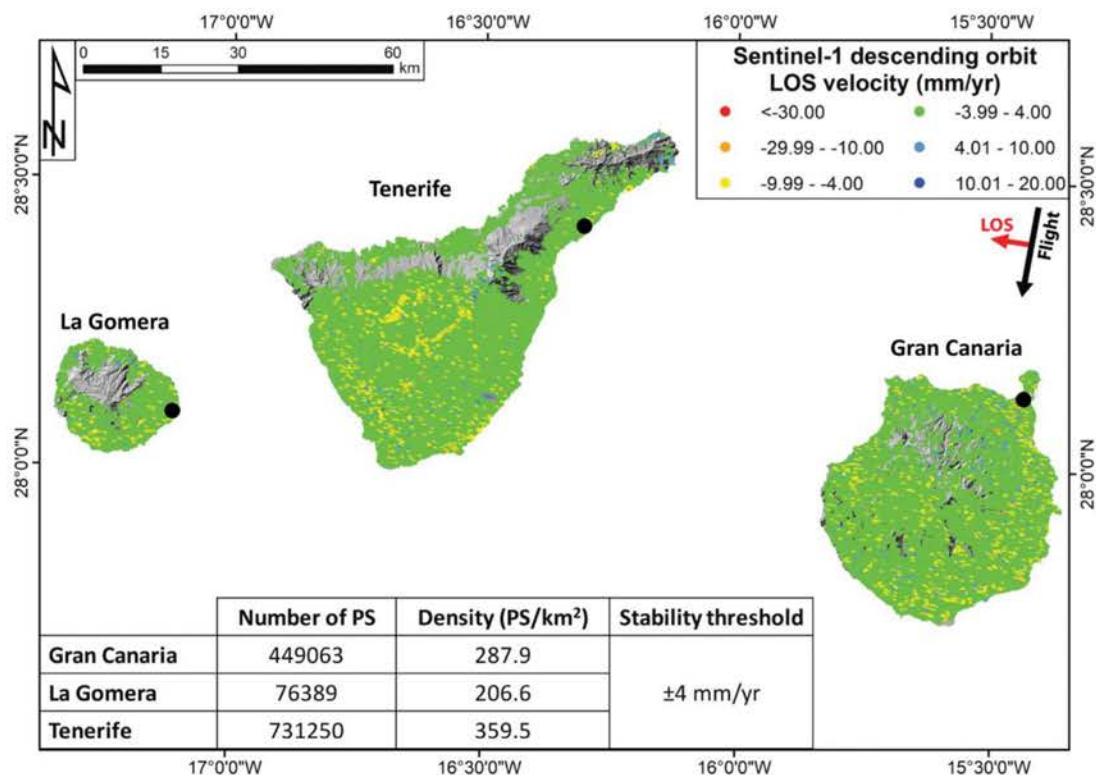 17°0'0"W 16°30'0"W 16°0'0"W 15°30'0"W
0 15 30 60
km
N
Sentinel-1 descending orbit
LOS velocity (mm/yr)
<-30.00 -3.99 - 4.00
-29.99 - -10.00 4.01 - 10.00
-9.99 - -4.00 10.01 - 20.00
28°30'0"N
28°30'0"N
Tenerife
LOS
Flight
La Gomera
Gran Canaria
28°0'0"N
28°0'0"N
Number of PS Density (PS/km²) Stability threshold
Gran Canaria 449063 287.9
La Gomera 76389 206.6 ±4 mm/yr
Tenerife 731250 359.5
17°0'0"W 16°30'0"W 16°0'0"W 15°30'0"W